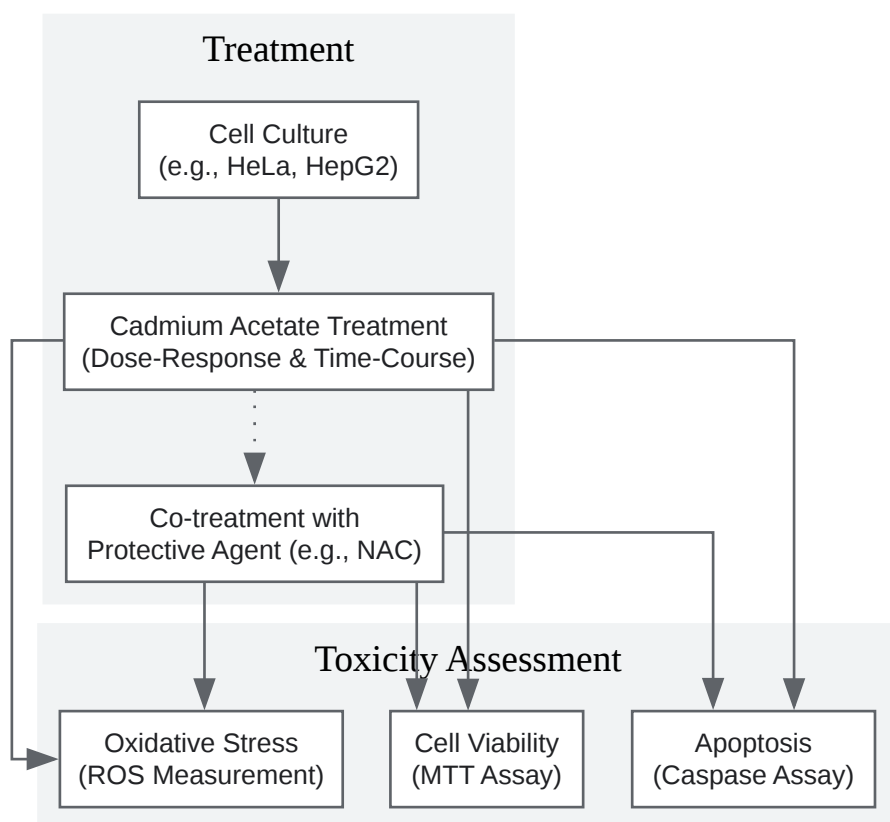 Treatment
Cell Culture
(e.g., HeLa, HepG2)
Cadmium Acetate Treatment
(Dose-Response & Time-Course)
Co-treatment with
Protective Agent (e.g., NAC)
Toxicity Assessment
Oxidative Stress
(ROS Measurement)
Cell Viability
(MTT Assay)
Apoptosis
(Caspase Assay)